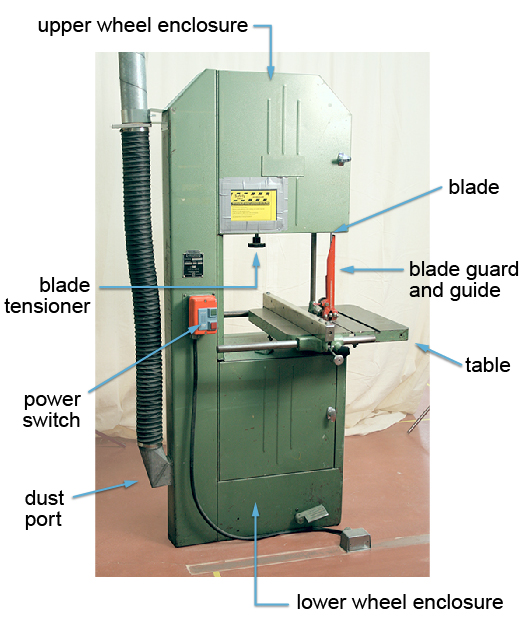 upper wheel enclosure
blade
blade guard
and guide
blade
tensioner
table
power
switch
dust
port
lower wheel enclosure